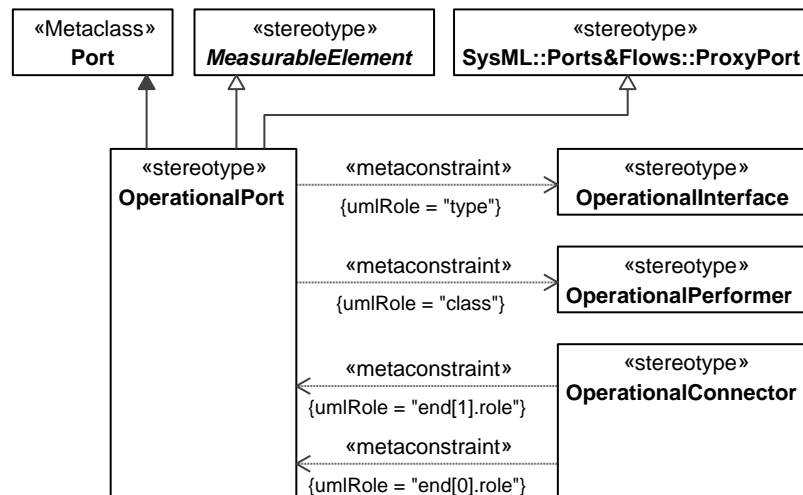 «Metaclass»
Port
«stereotype»
MeasurableElement
«stereotype»
SysML::Ports&Flows::ProxyPort
«stereotype»
OperationalPort
«metaconstraint»
{umlRole = "type"}
«stereotype»
OperationalInterface
«metaconstraint»
{umlRole = "class"}
«stereotype»
OperationalPerformer
«metaconstraint»
{umlRole = "end[1].role"}
«stereotype»
OperationalConnector
«metaconstraint»
{umlRole = "end[0].role"}